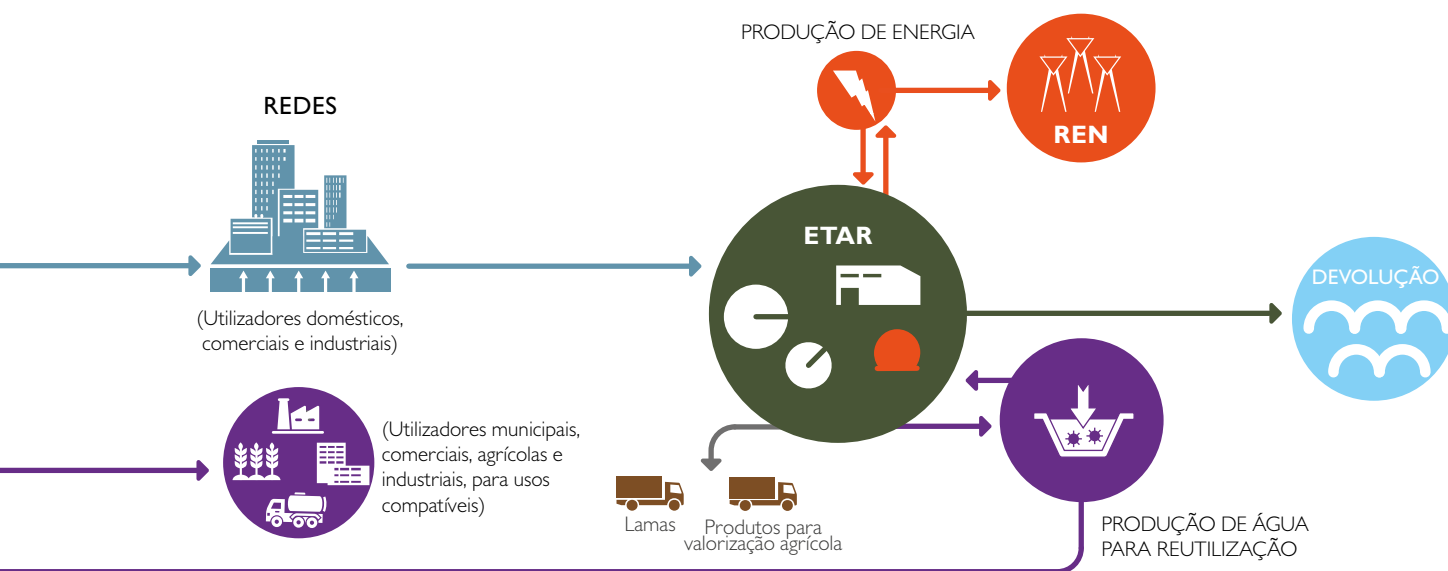 PRODUÇÃO DE ENERGIA
REN
REDES
(Utilizadores domésticos,
comerciais e industriais)
ETAR
DEVOLUÇÃO
(Utilizadores municipais,
comerciais, agrícolas e
industriais, para usos
compatíveis)
Lamas
Produtos para
valorização agrícola
PRODUÇÃO DE ÁGUA
PARA REUTILIZAÇÃO